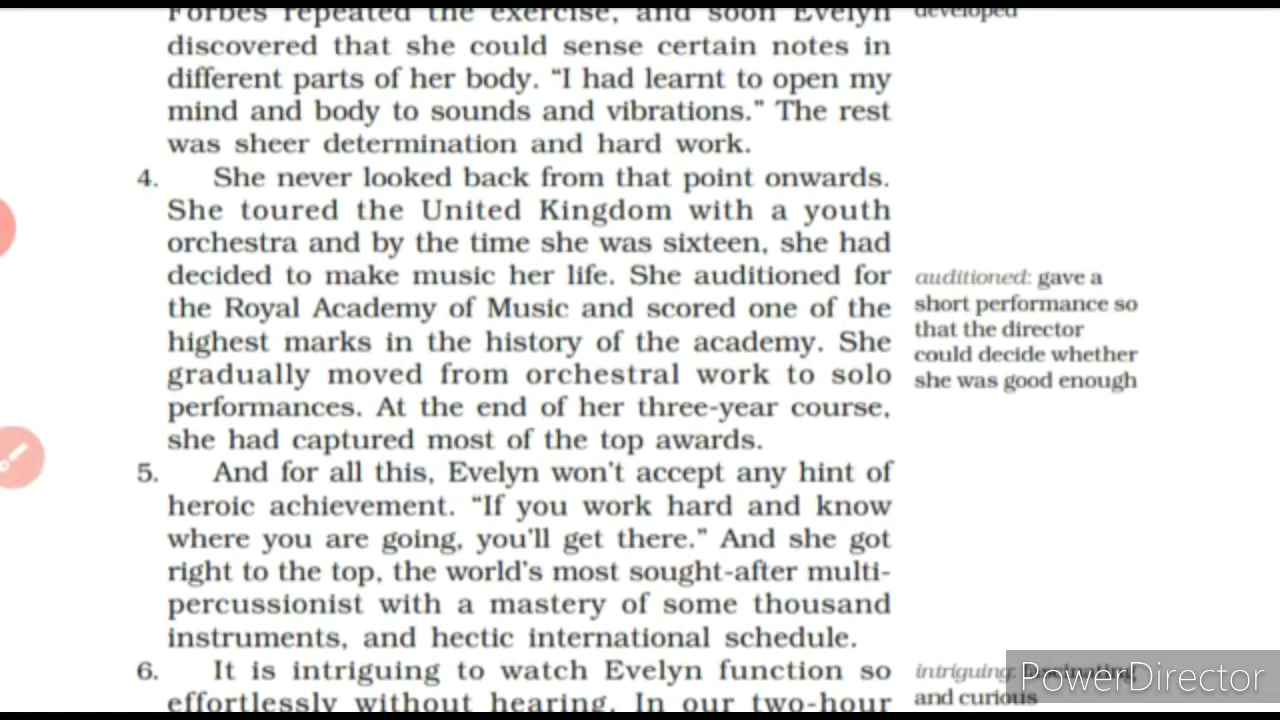 Forbes repeated the exercise, and soon Evelyn
developed
discovered that she could sense certain notes in
different parts of her body. “I had learnt to open my
mind and body to sounds and vibrations.” The rest
was sheer determination and hard work.
4. She never looked back from that point onwards.
She toured the United Kingdom with a youth
orchestra and by the time she was sixteen, she had
decided to make music her life. She auditioned for
the Royal Academy of Music and scored one of the
highest marks in the history of the academy. She
gradually moved from orchestral work to solo
performances. At the end of her three-year course,
she had captured most of the top awards.
auditioned: gave a
short performance so
that the director
could decide whether
she was good enough
5. And for all this, Evelyn won’t accept any hint of
heroic achievement. “If you work hard and know
where you are going, you’ll get there.” And she got
right to the top, the world’s most sought-after multi-
percussionist with a mastery of some thousand
instruments, and hectic international schedule.
6. It is intriguing to watch Evelyn function so
effortlessly without hearing. In our two-hour
intriguing: fascinating
and curious
PowerDirector